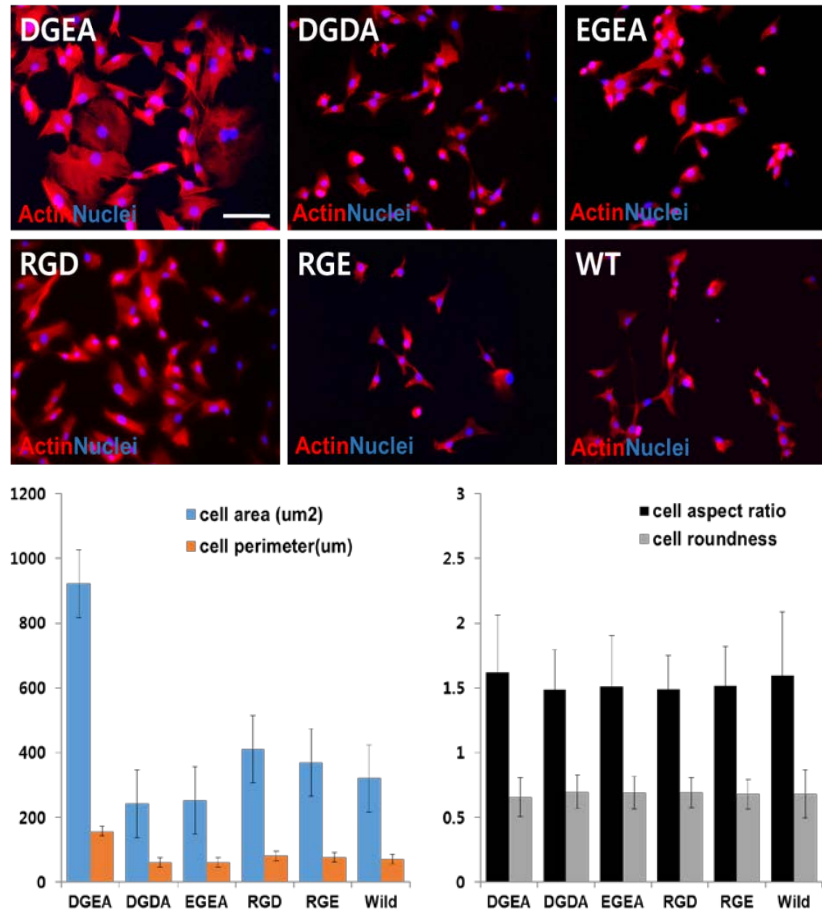 DGEA
DGDA
EGEA
ActinNuclei
ActinNuclei
ActinNuclei
RGD
RGE
WT
ActinNuclei
ActinNuclei
ActinNuclei
1200
1000
800
600
400
200
0
cell area (um2)
cell perimeter(um)
DGEA DGDA EGEA RGD RGE Wild
3
2.5
2
1.5
1
0.5
0
cell aspect ratio
cell roundness
DGEA DGDA EGEA RGD RGE Wild